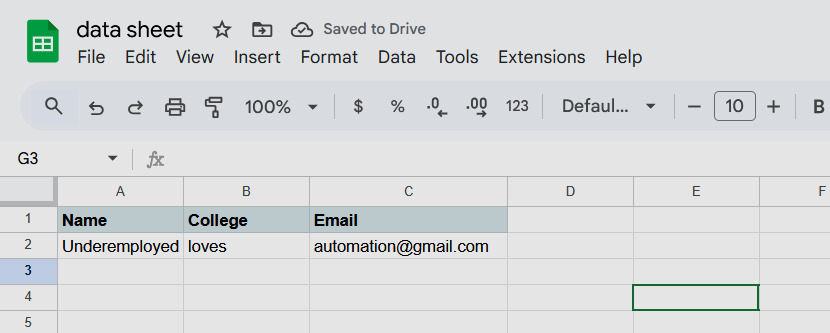 data sheet Saved to Drive
File Edit View Insert Format Data Tools Extensions Help
100% $ % .0 .00 123 Defaul... − 10 + B
G3 fx
A B C D E F
1 Name College Email
2 Underemployed loves automation@gmail.com
3
4
5